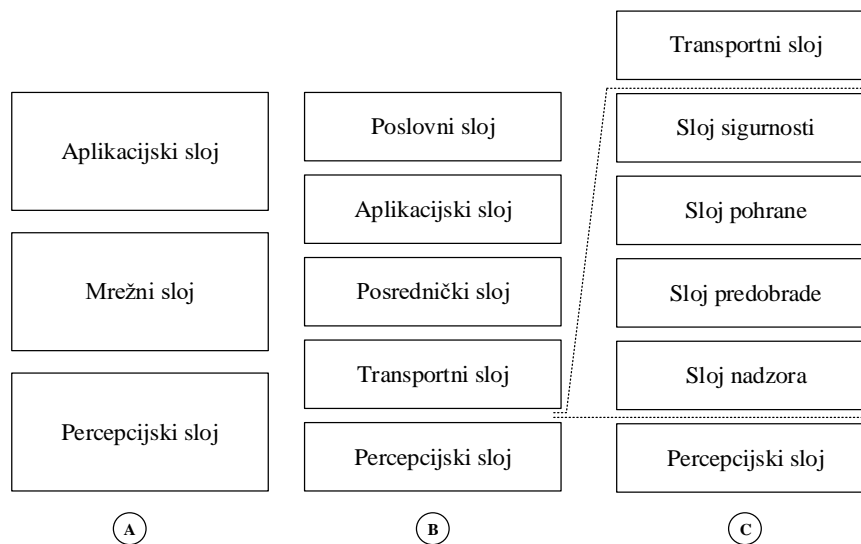 Aplikacijski sloj
Mrežni sloj
Percepcijski sloj
A
Poslovni sloj
Aplikacijski sloj
Posrednički sloj
Transportni sloj
Percepcijski sloj
B
Transportni sloj
Sloj sigurnosti
Sloj pohrane
Sloj predobrade
Sloj nadzora
Percepcijski sloj
C